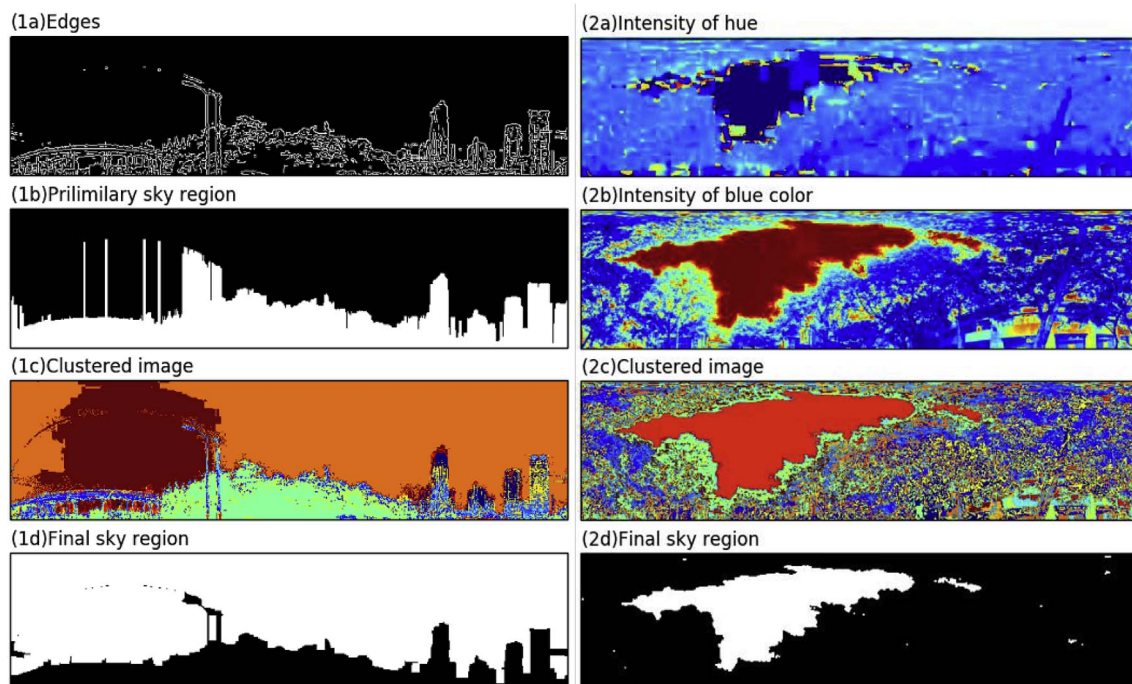 (1a)Edges
(1b)Prilimilary sky region
(1c)Clustered image
(1d)Final sky region
(2a)Intensity of hue
(2b)Intensity of blue color
(2c)Clustered image
(2d)Final sky region